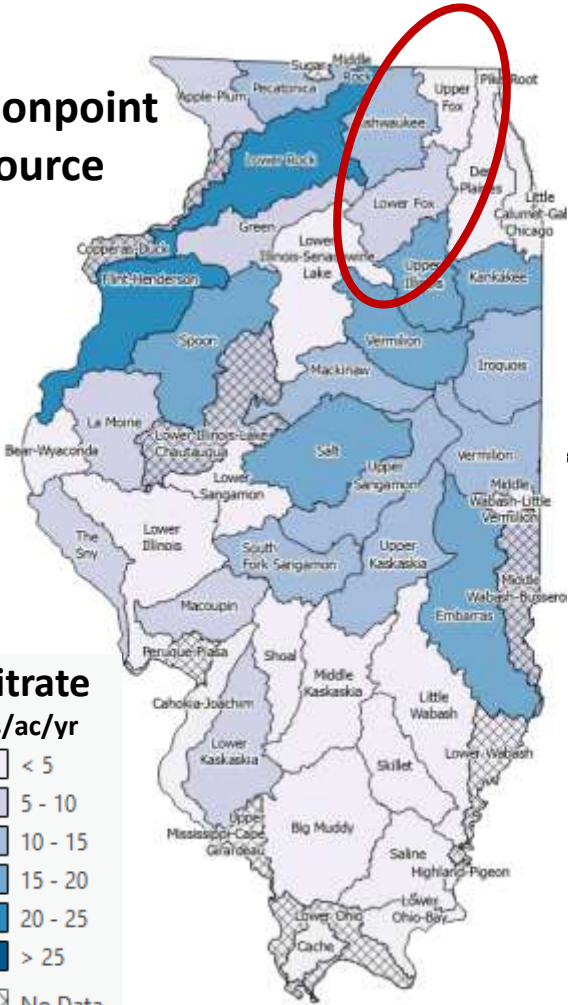 onpoint
ource
Sugar
Middle
Rock
Apple-Plum
Pecatonica
Upper
Fox
Pike Root
shwaukee
Lower Rock
Des
Plaines
Lower Fox
Little
Calumet-Gal
Chicago
Green
Lower
Illinois-Senachwine
Lake
Copperas-Duck
Upper
Illinois
Flint-Henderson
Kankakee
Spoon
Vermilion
Iroquois
Mackinaw
La Moine
Lower Illinois-Lake
Chautauqua
Bear-Wyaconda
Salt
Vermilion
Upper
Sangamon
Lower
Sangamon
Middle
Wabash-Little
Vermilion
The
Sny
Lower
Illinois
South
Fork Sangamon
Upper
Kaskaskia
Middle
Wabash-Busseron
Macoupin
Embarras
Peruque-Piasa
Shoal
Middle
Kaskaskia
itrate
/ac/yr
Cahokia-Joachim
Little
Wabash
Lower
Kaskaskia
Lower-Wabash
< 5
Skillet
5 - 10
Upper
Mississippi-Cape
Girardeau
Big Muddy
10 - 15
Saline
Highland-Pigeon
15 - 20
Lower
Ohio-Bay
20 - 25
Lower Ohio
> 25
Cache
No Data